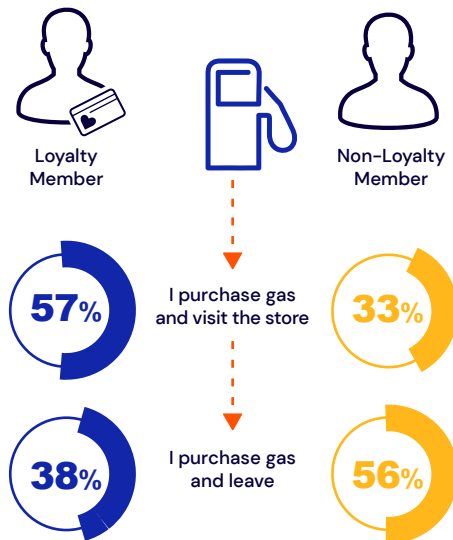 Loyalty
Member
Non-Loyalty
Member
57%
I purchase gas
and visit the store
33%
38%
I purchase gas
and leave
56%